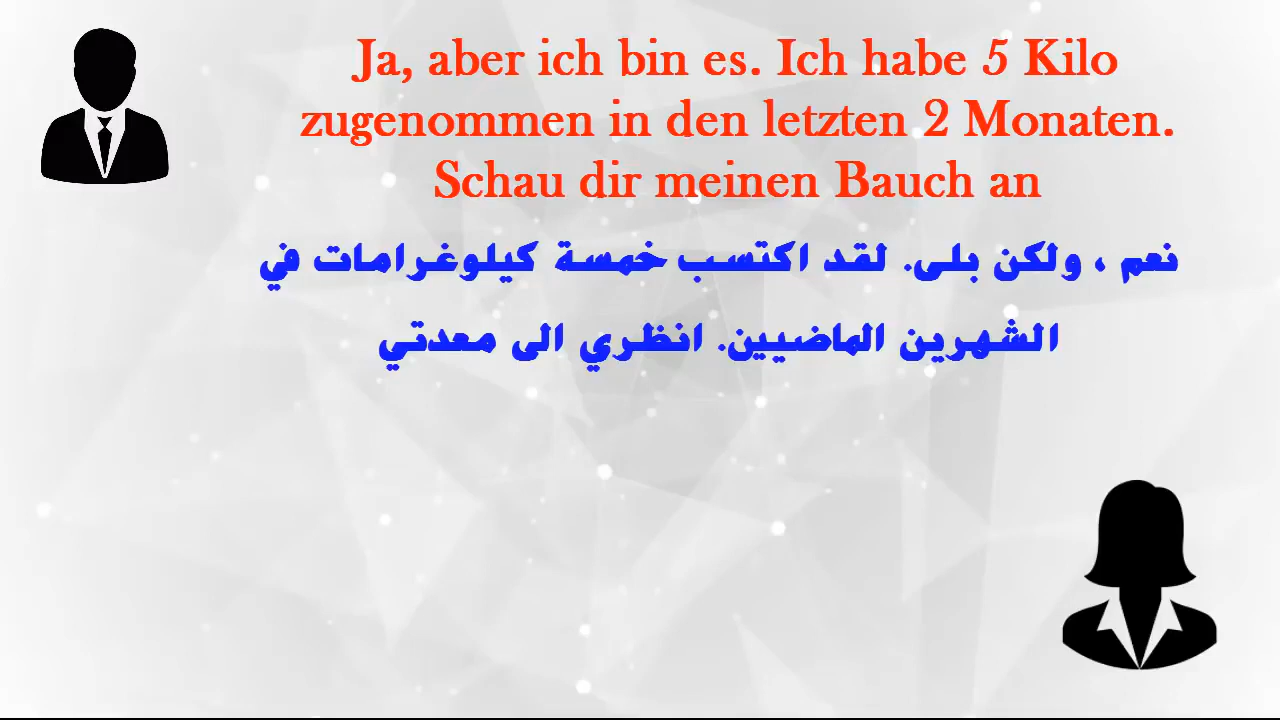 Ja, aber ich bin es. Ich habe 5 Kilo
zugenommen in den letzten 2 Monaten.
Schau dir meinen Bauch an
نعم ، ولكن بلى. لقد اكتسب خمسة كيلوغرامات في
الشهرين الماضيين. انظري الى معدتي